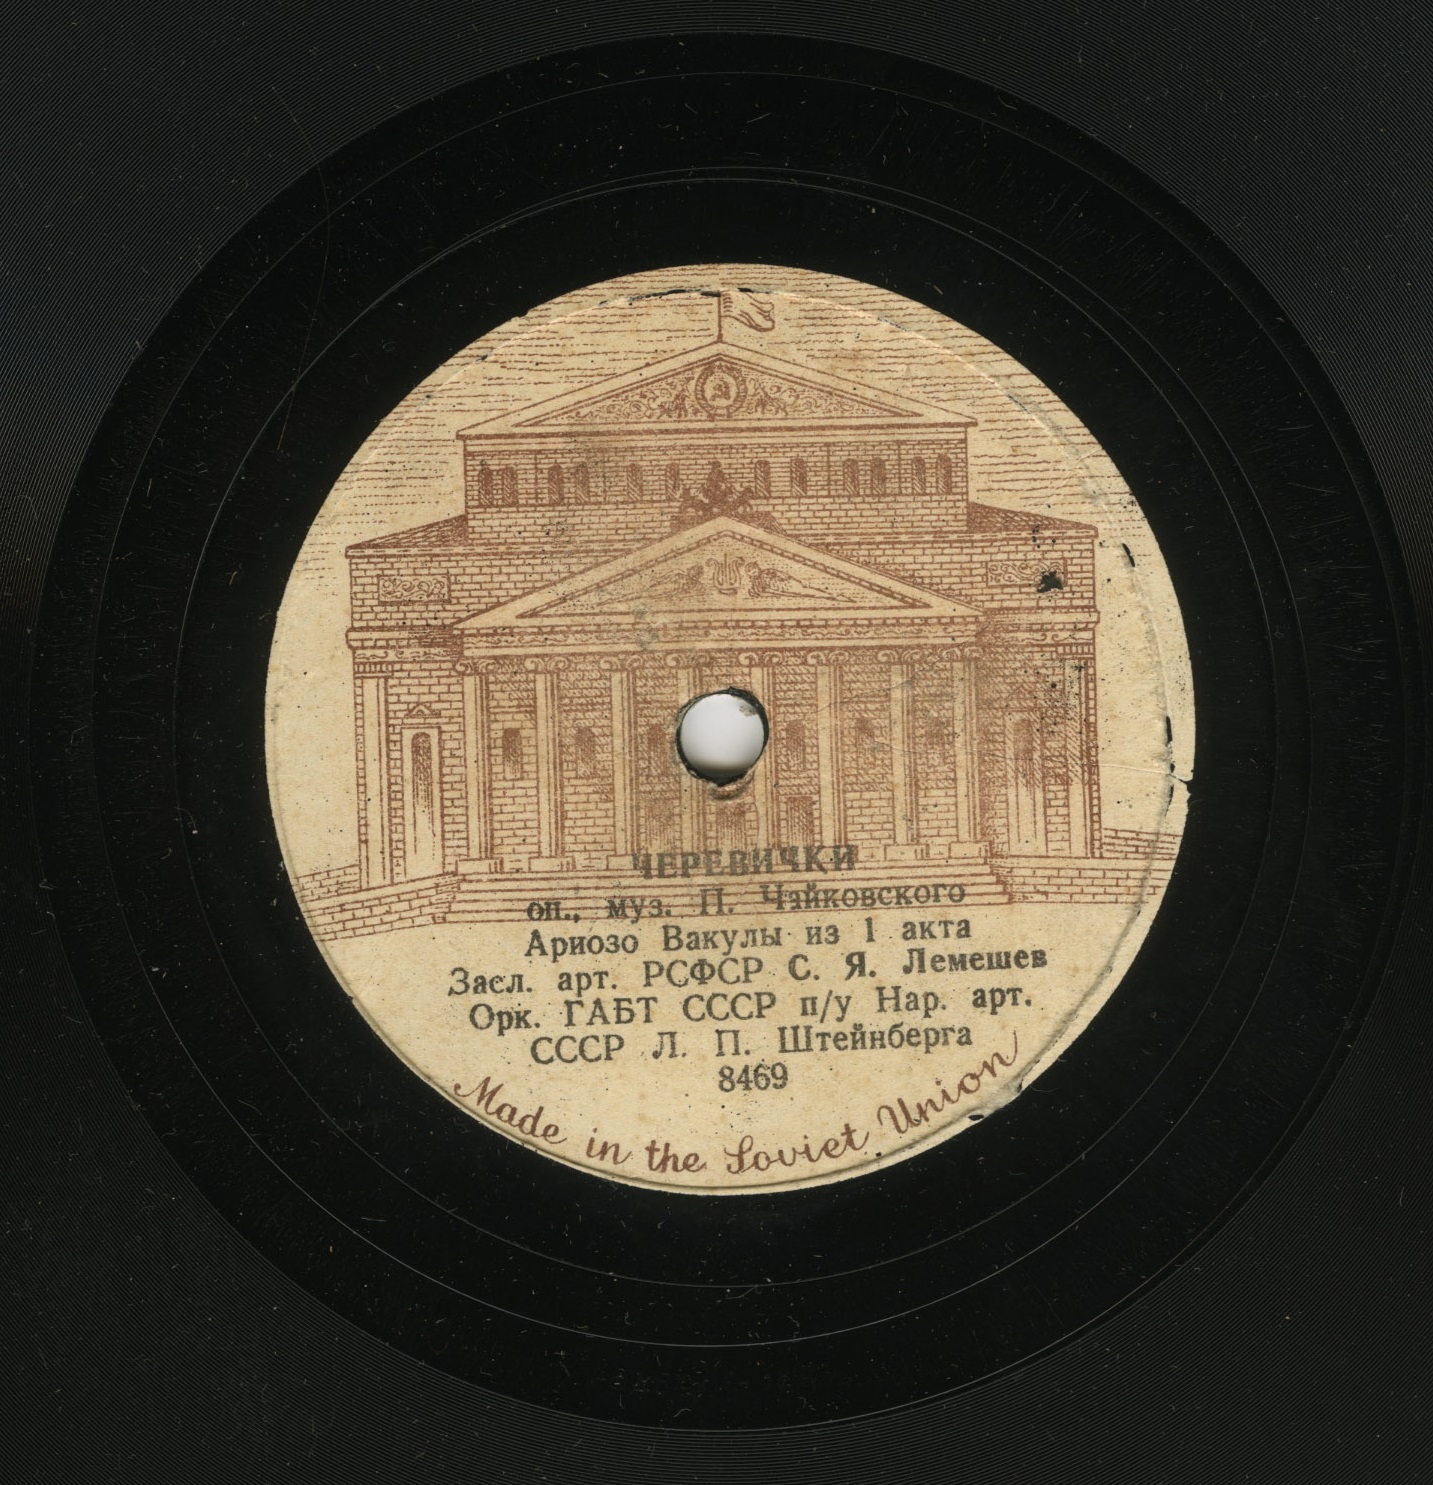 ЧЕРЕВИЧКИ
оп., муз. П. Чайковского
Ариозо Вакулы из 1 акта
Засл. арт. РСФСР С. Я. Лемешев
Орк. ГАБТ СССР п/у Нар. арт.
СССР Л. П. Штейнберга
8469
Made in the Soviet Union